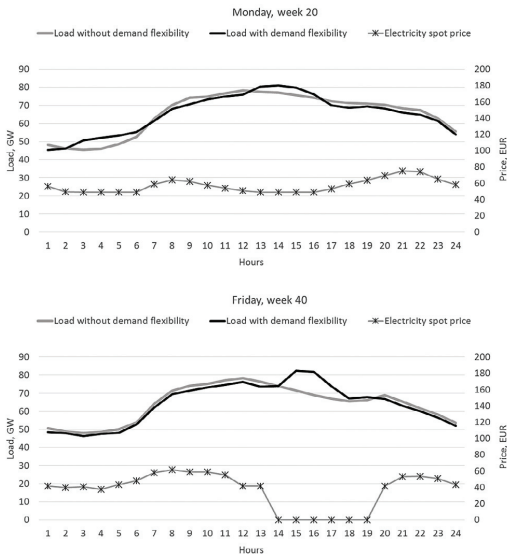 Monday, week 20
Load without demand flexibility Load with demand flexibility Electricity spot price
90 200
80 180
70 160
60 140
50 120
40 100
30 80
20 60
10 40
0 20
0
Load, GW
Price, EUR
1 2 3 4 5 6 7 8 9 10 11 12 13 14 15 16 17 18 19 20 21 22 23 24
Hours
Friday, week 40
Load without demand flexibility Load with demand flexibility Electricity spot price
90 200
80 180
70 160
60 140
50 120
40 100
30 80
20 60
10 40
0 20
0
Load, GW
Price, EUR
1 2 3 4 5 6 7 8 9 10 11 12 13 14 15 16 17 18 19 20 21 22 23 24
Hours